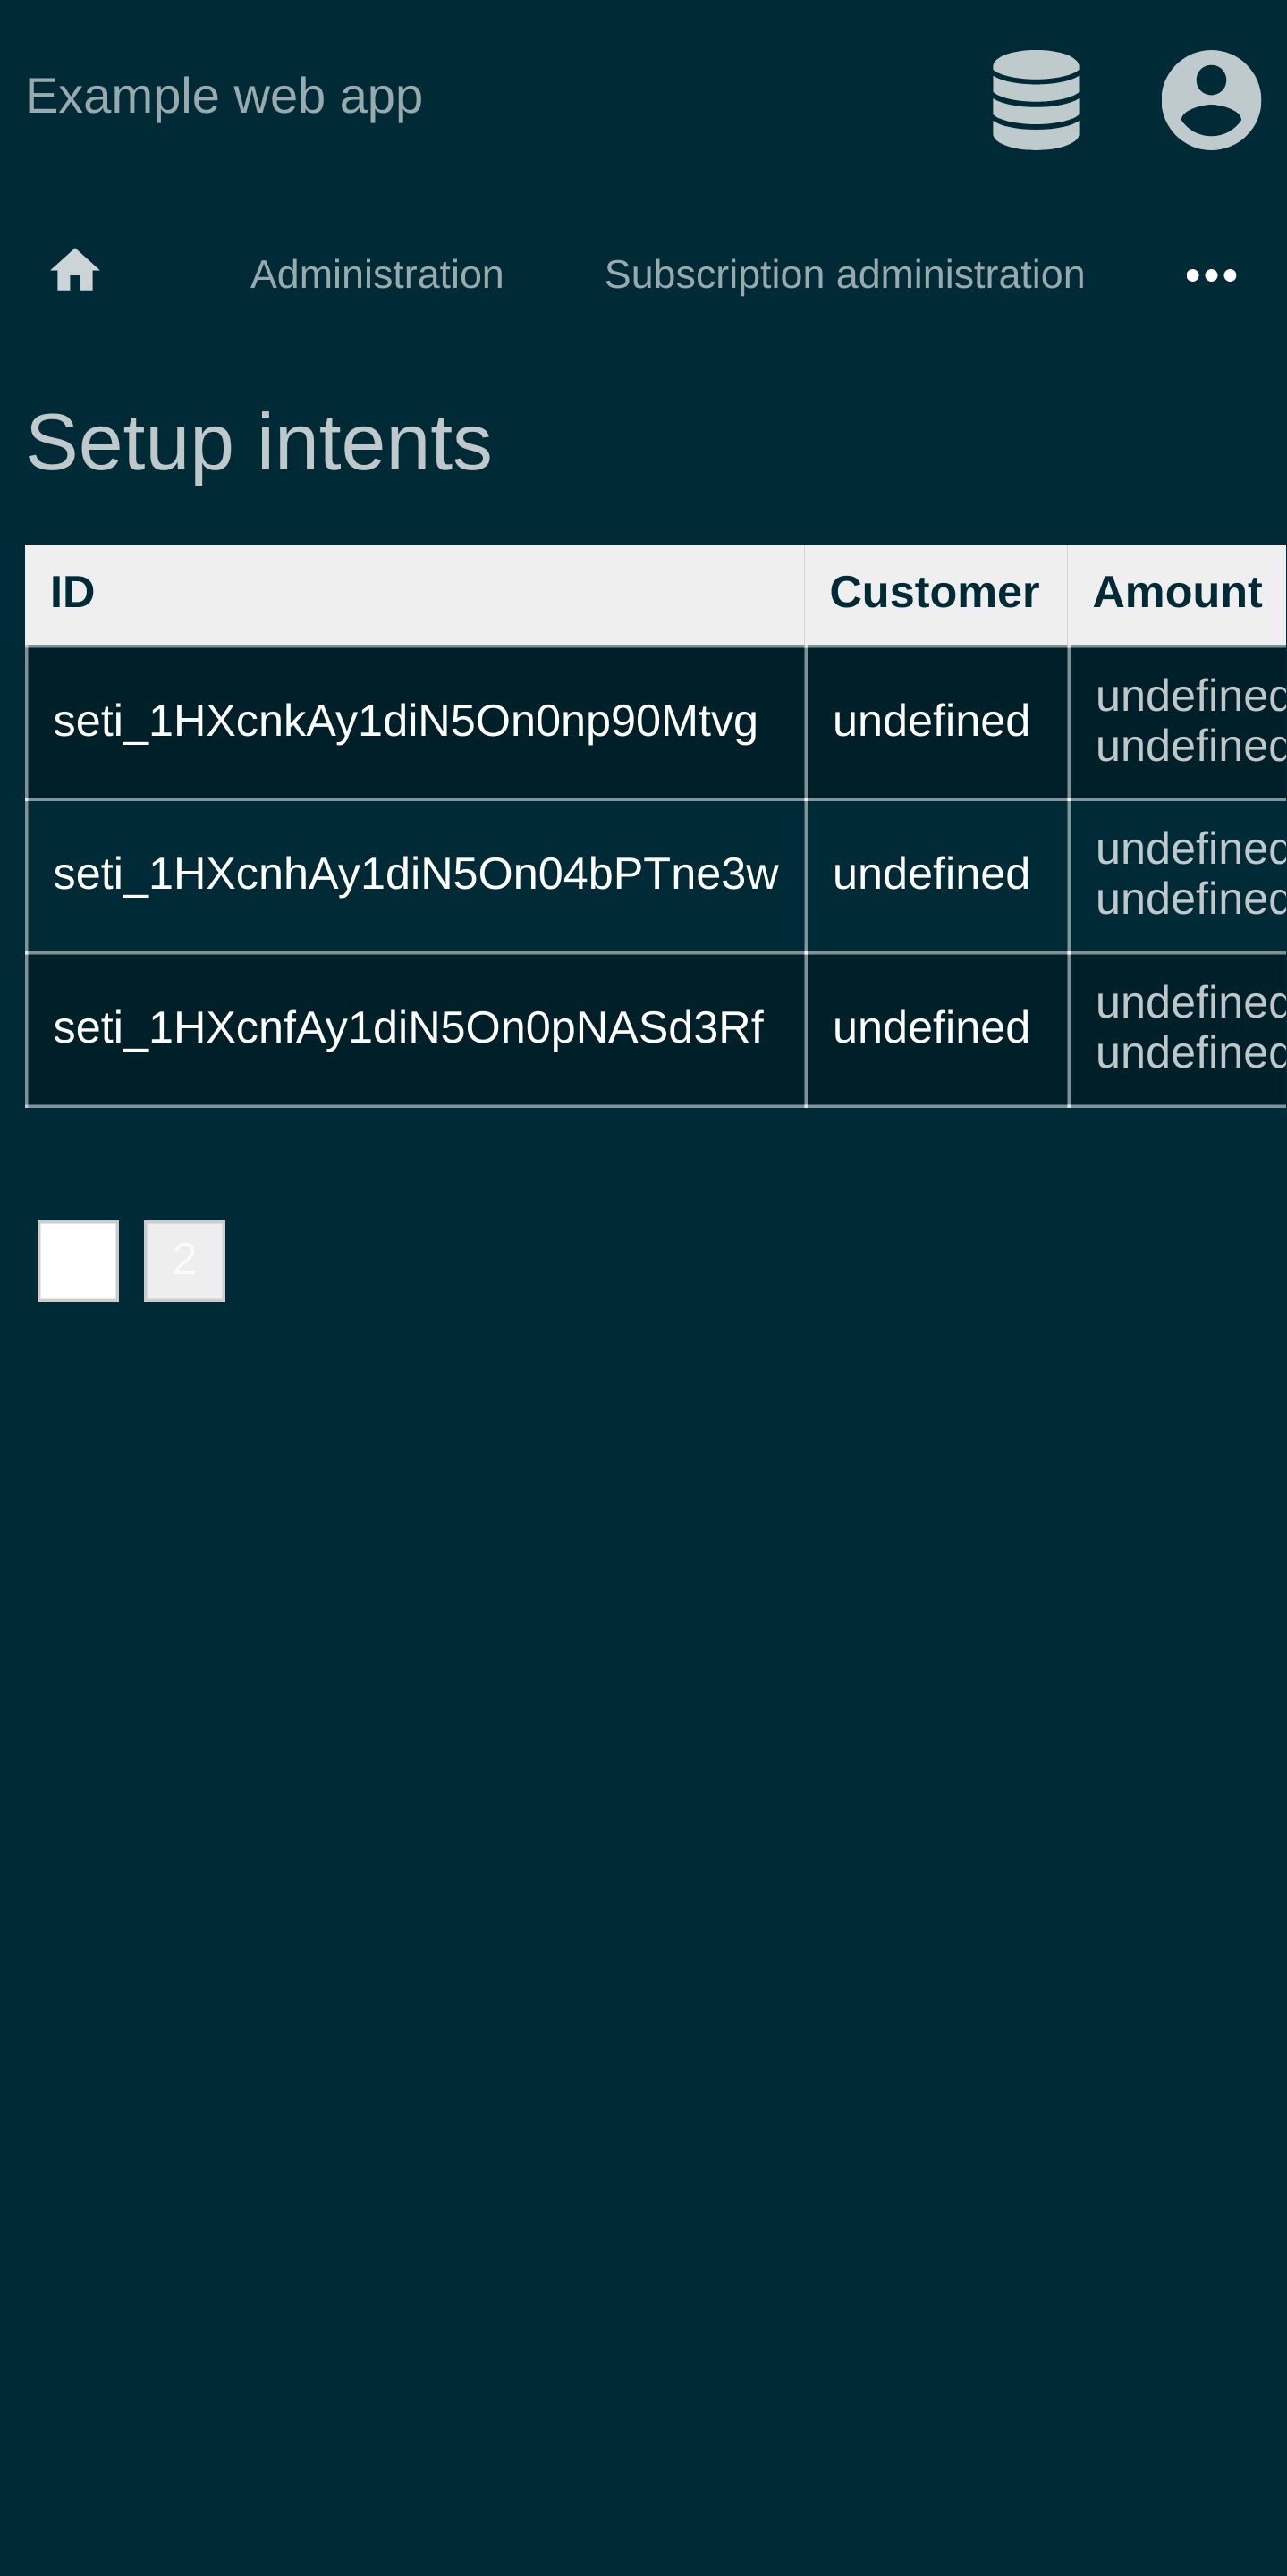 Example web app
Administration Subscription administration
Setup intents
ID Customer Amount
undefined
seti_1HXcnkAy1diN5On0np90Mtvg undefined
undefined
undefined
seti_1HXcnhAy1diN5On04bPTne3w undefined
undefined
undefined
seti_1HXcnfAy1diN5On0pNASd3Rf undefined
undefined
2